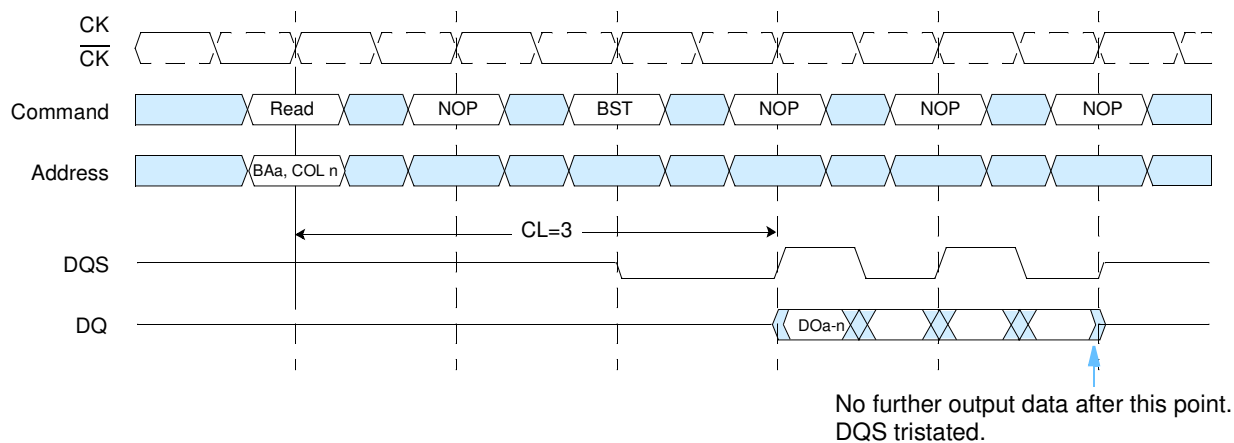 CK
CK
Command
Read
NOP
BST
NOP
NOP
NOP
Address
BAa, COL n
CL=3
DQS
DQ
DOa-n
No further output data after this point.
DQS tristated.